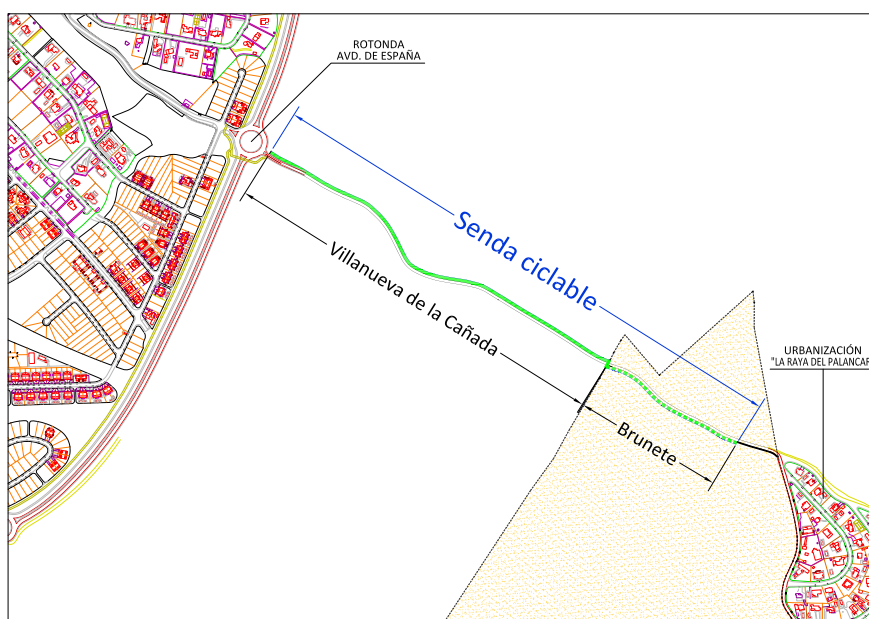 ROTONDA
AVD. DE ESPAÑA
Senda ciclable
Villanueva de la Cañada
Brunete
URBANIZACIÓN
"LA RAYA DEL PALANCAR